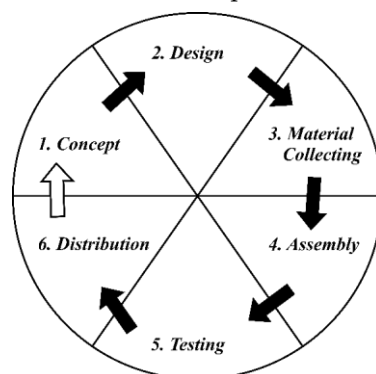 1. Concept
2. Design
3. Material
Collecting
4. Assembly
5. Testing
6. Distribution